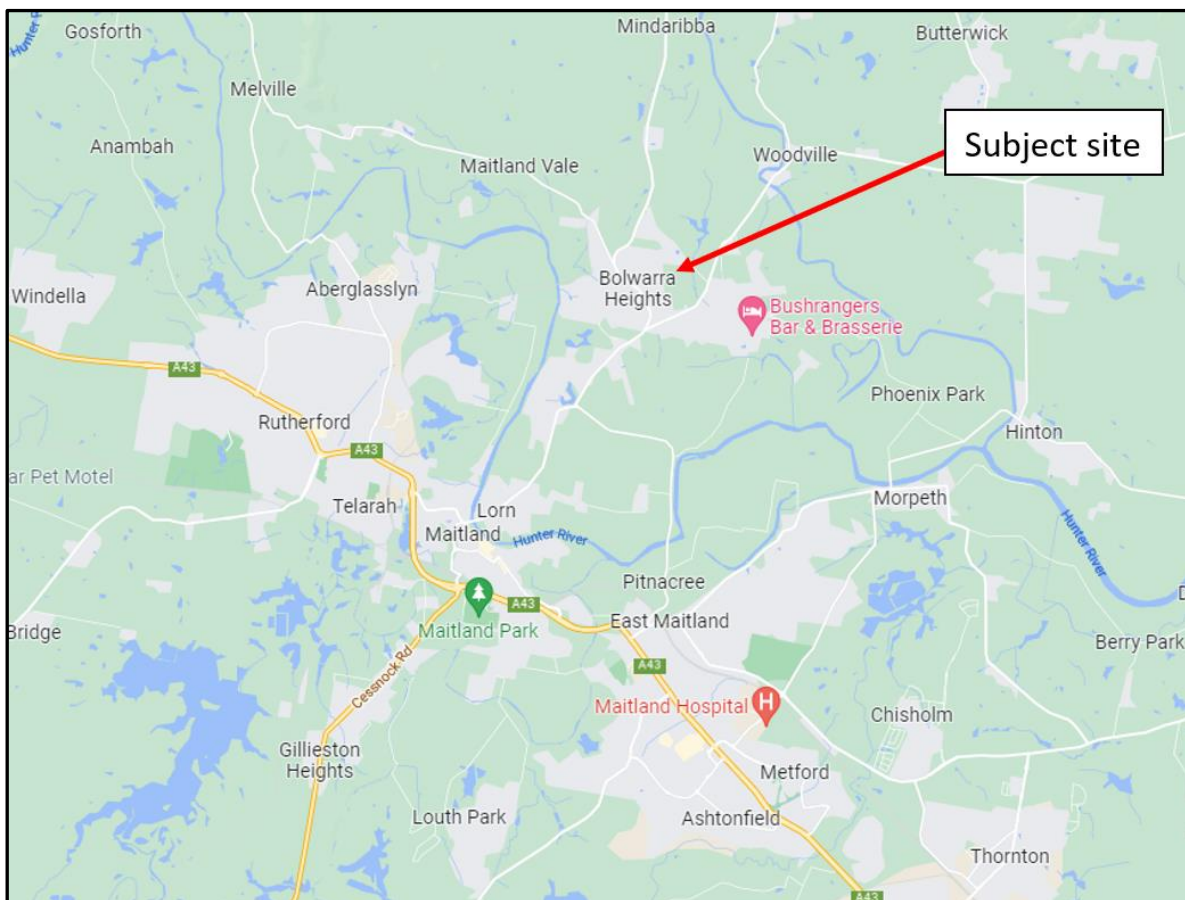 Gosforth
Mindaribba
Butterwick
Hunter R
Melville
Anambah
Maitland Vale
Woodville
Subject site
Bolwarra
Heights
Windella
Aberglasslyn
Bushrangers
Bar & Brasserie
A43
Phoenix Park
Rutherford
Hinton
A43
ar Pet Motel
Telarah
Lorn
Morpeth
Maitland
Hunter River
Hunter River
Pitnacree
A43
Maitland Park
East Maitland
Bridge
Berry Park
A43
Cessnock Rd
Maitland Hospital
H
Chisholm
Gillieston
Heights
Metford
Louth Park
Ashtonfield
Thornton